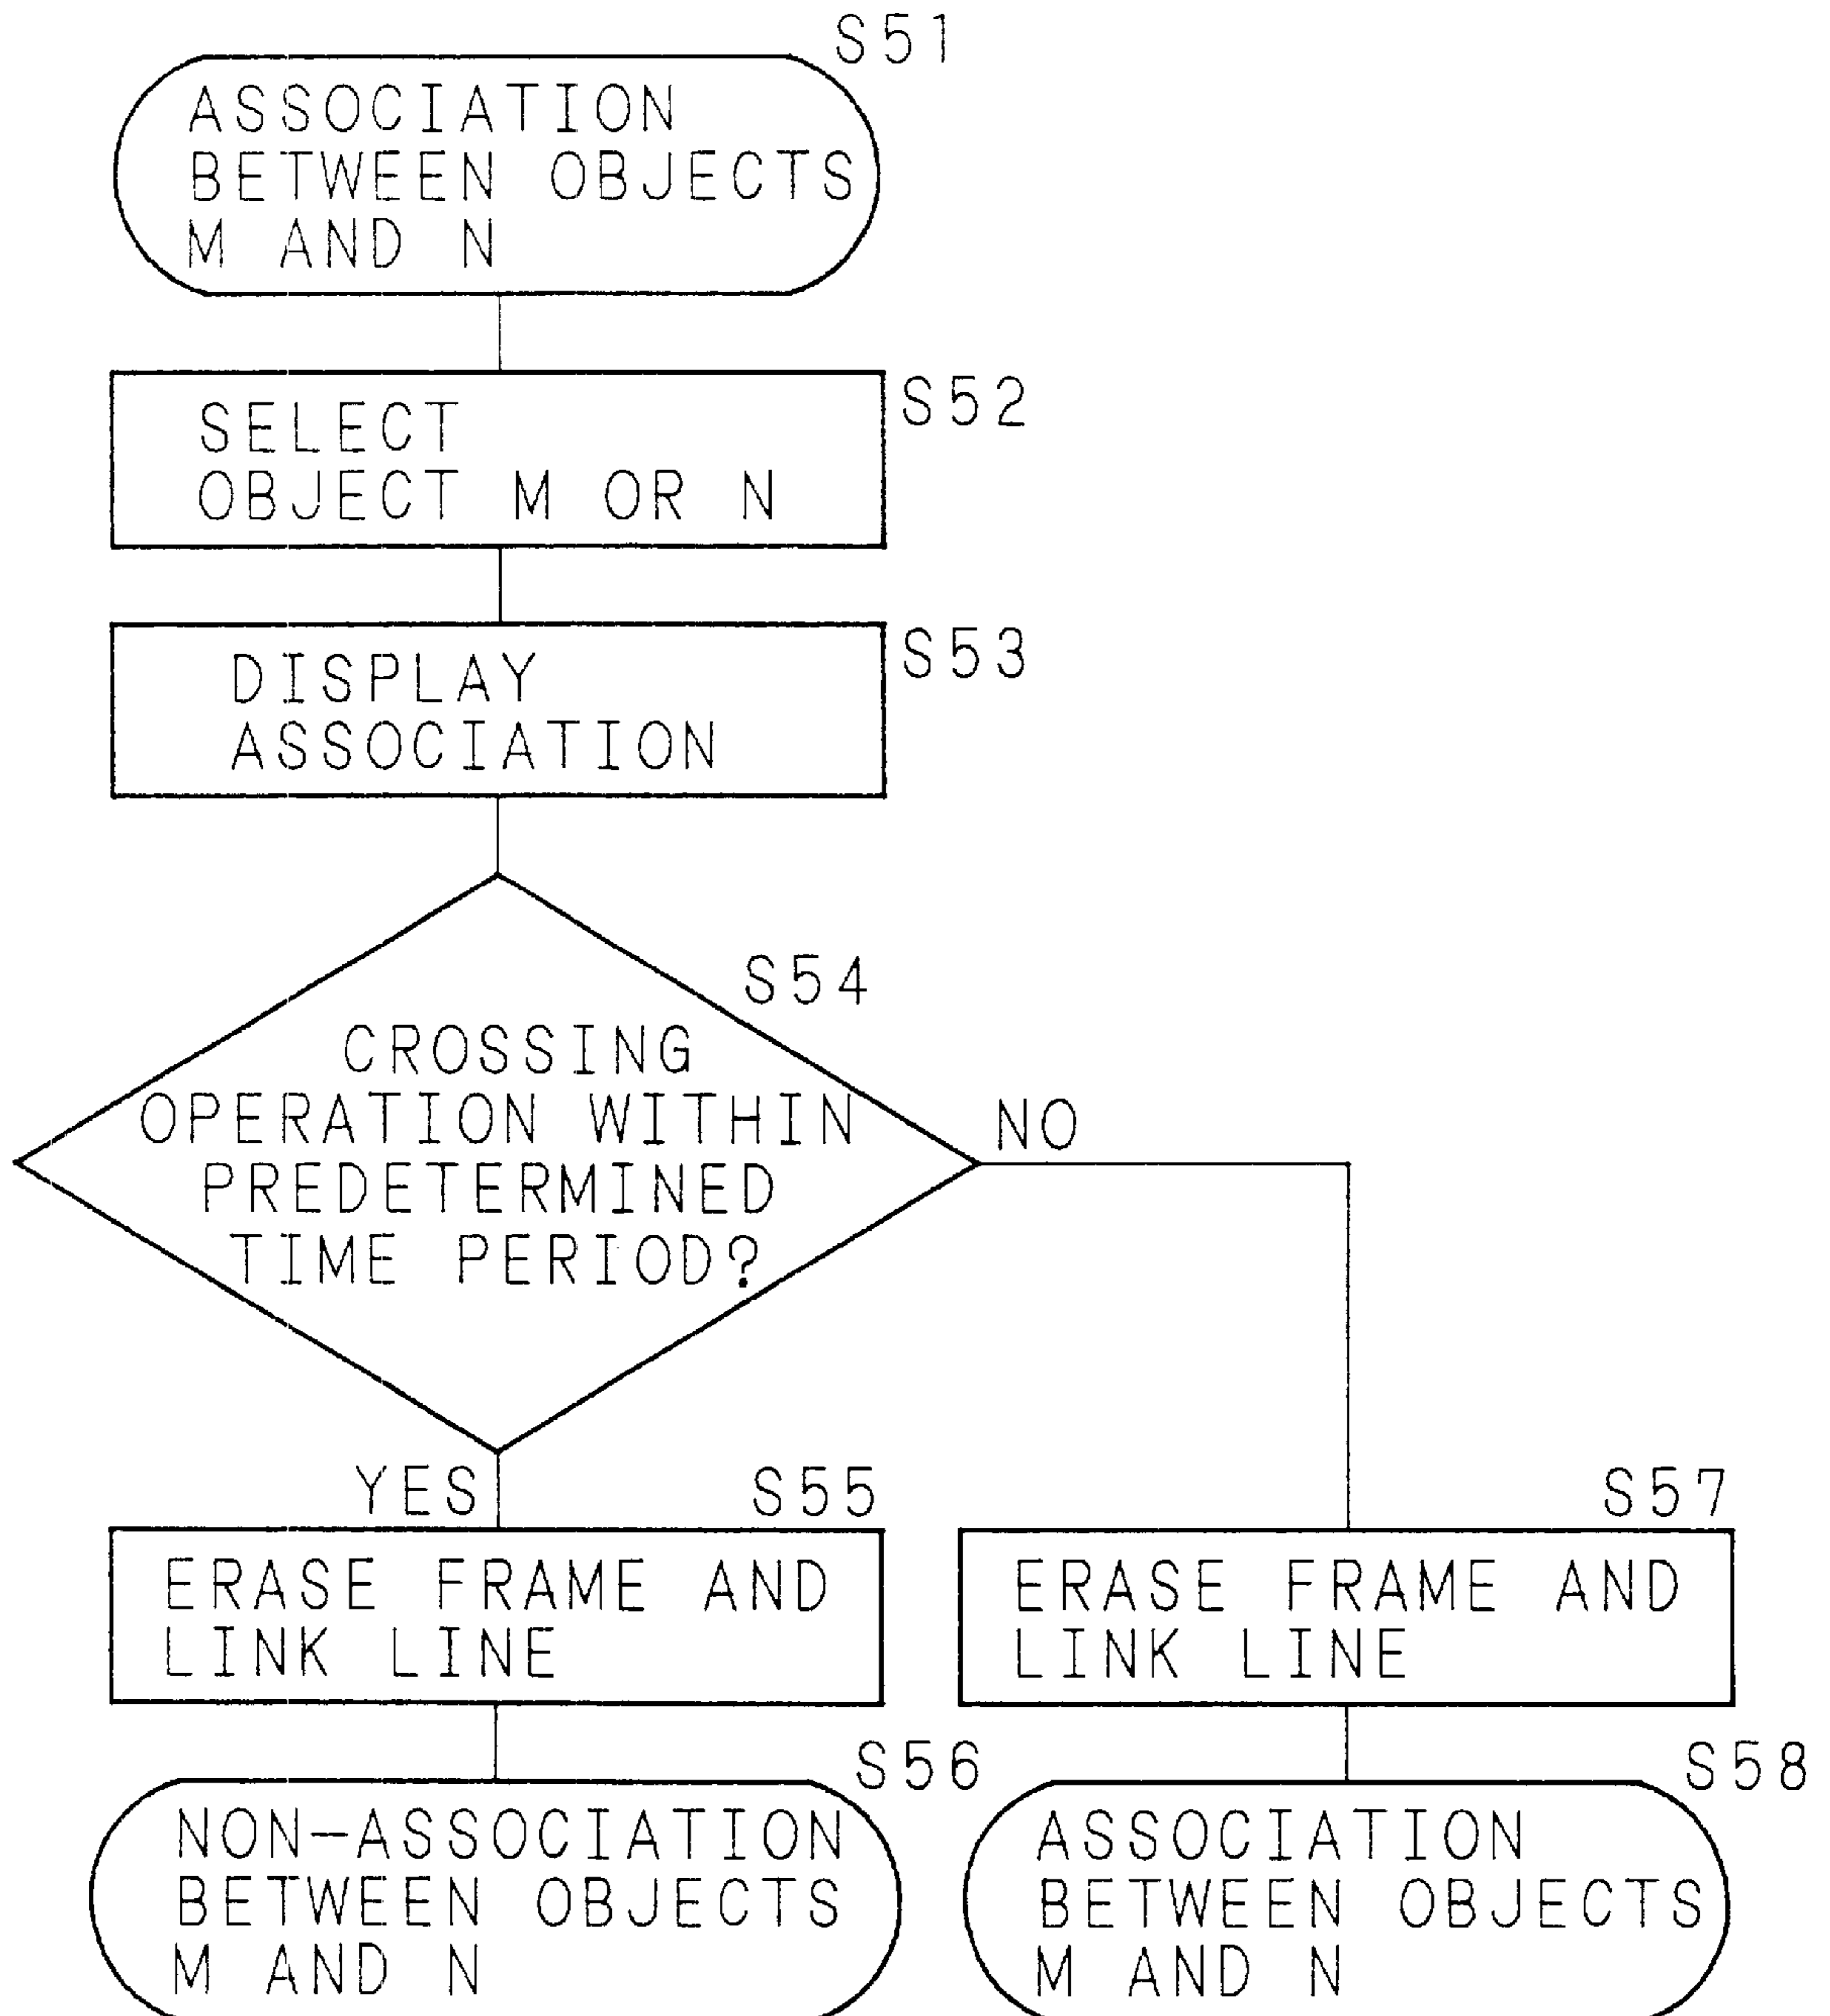 S51
ASSOCIATION
BETWEEN OBJECTS
M AND N
S52
SELECT
OBJECT M OR N
S53
DISPLAY
ASSOCIATION
S54
CROSSING
OPERATION WITHIN
PREDETERMINED
TIME PERIOD?
NO
YES
S55
ERASE FRAME AND
LINK LINE
S57
ERASE FRAME AND
LINK LINE
S56
NON-ASSOCIATION
BETWEEN OBJECTS
M AND N
S58
ASSOCIATION
BETWEEN OBJECTS
M AND N